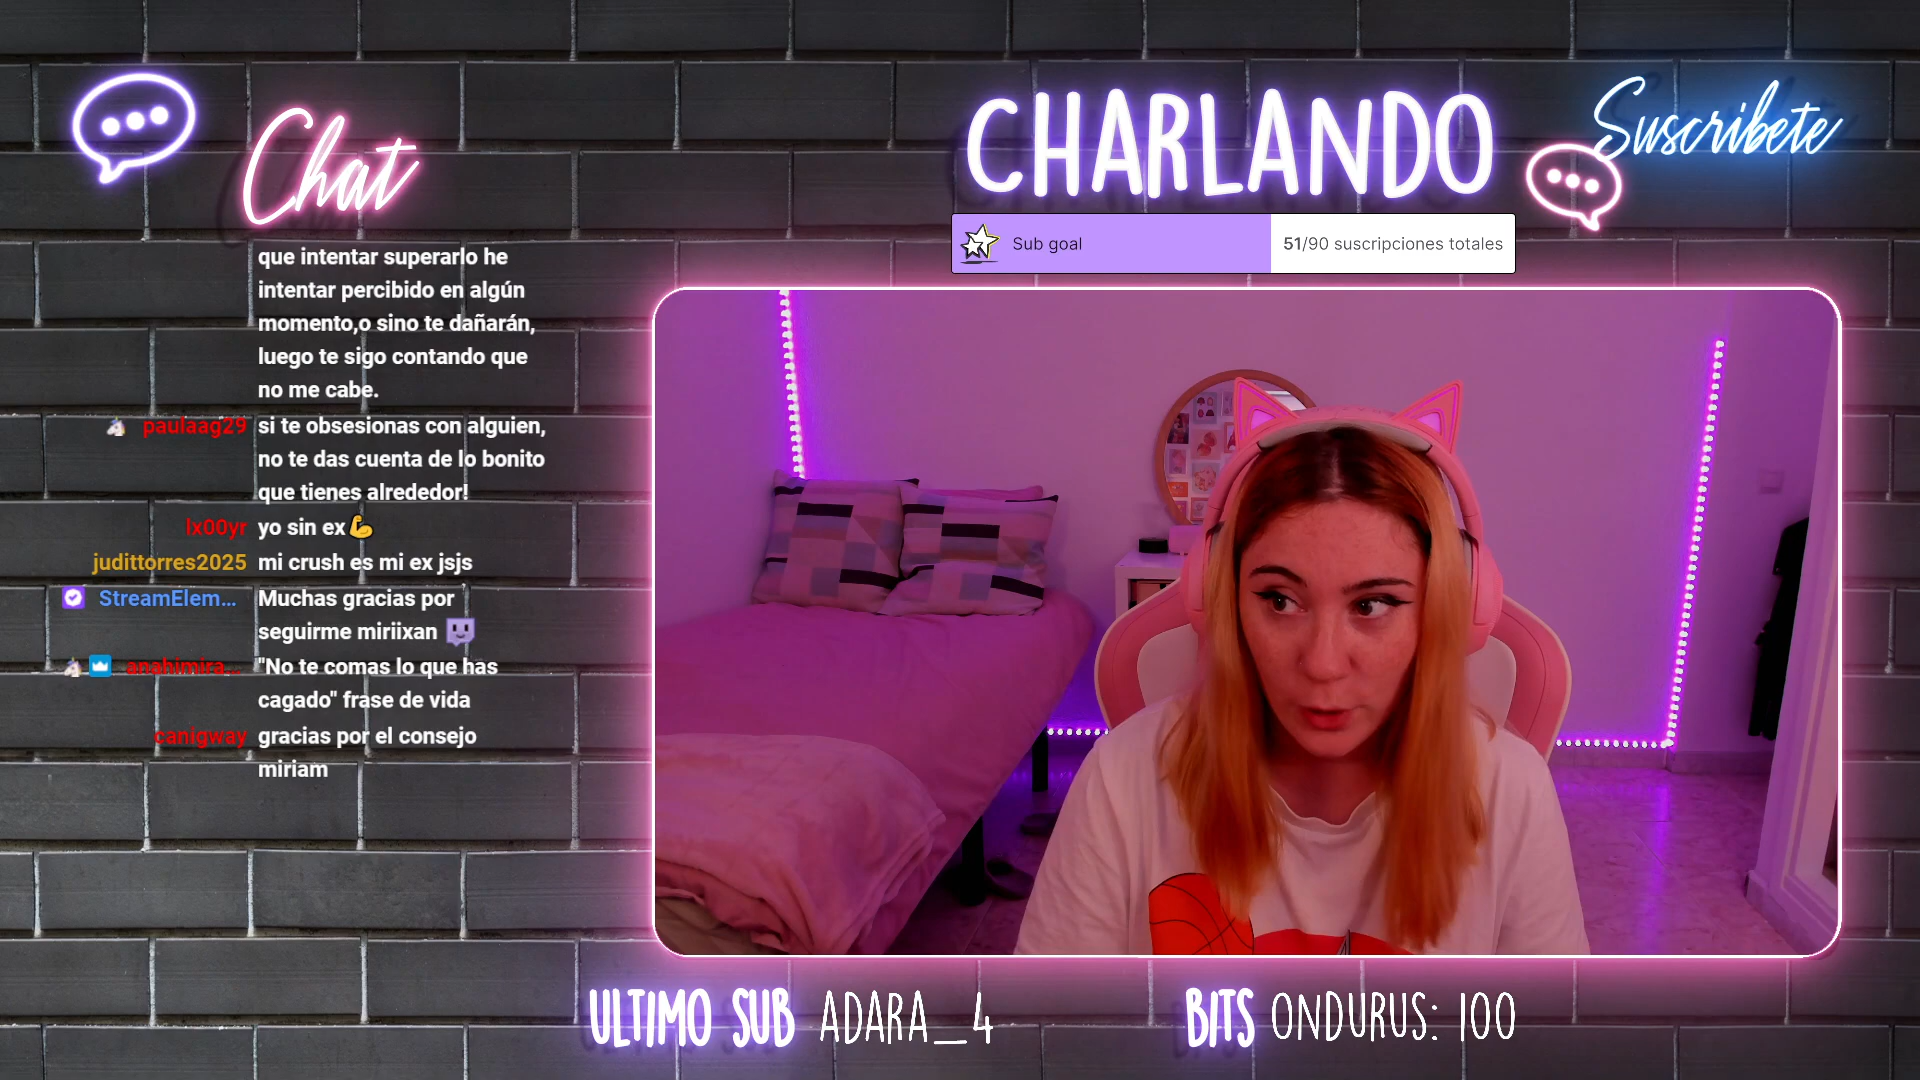 Chat
que intentar superarlo he
intentar percibido en algún
momento,o sino te dañarán,
luego te sigo contando que
no me cabe.
paulaag29 si te obsesionas con alguien,
no te das cuenta de lo bonito
que tienes alrededor!
lx00yr yo sin ex💪
judittorres2025 mi crush es mi ex jsjs
StreamElem... Muchas gracias por
seguirme miriixan
anahimira... "No te comas lo que has
cagado" frase de vida
canigway gracias por el consejo
miriam
CHARLANDO
Suscribete
Sub goal 51/90 suscripciones totales
ULTIMO SUB ADARA_4
BITS ONDURUS: 100